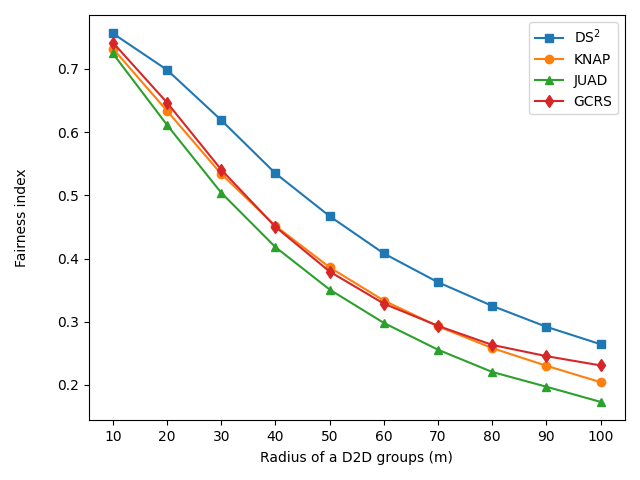 DS²
KNAP
JUAD
GCRS
Fairness index
0.7
0.6
0.5
0.4
0.3
0.2
10 20 30 40 50 60 70 80 90 100
Radius of a D2D groups (m)